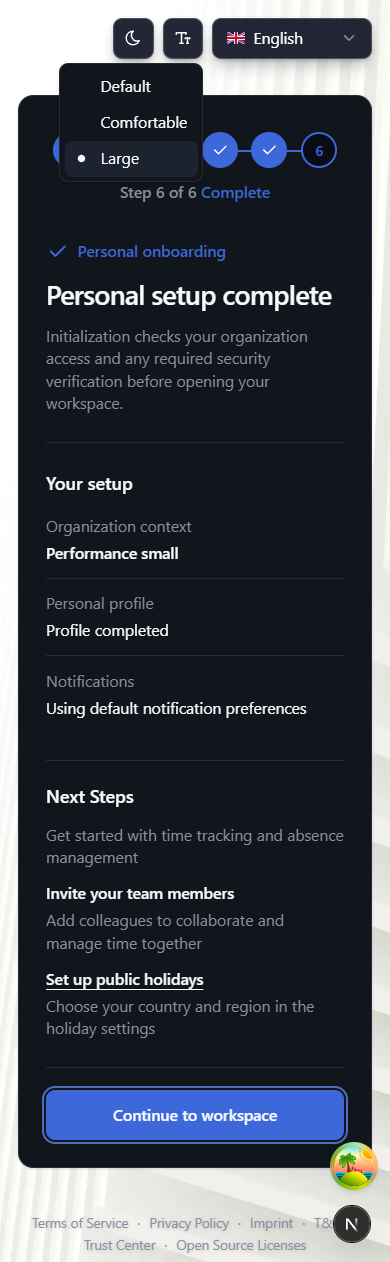 English
Default
Comfortable
Large
6
Step 6 of 6 Complete
Personal onboarding
Personal setup complete
Initialization checks your organization
access and any required security
verification before opening your
workspace.
Your setup
Organization context
Performance small
Personal profile
Profile completed
Notifications
Using default notification preferences
Next Steps
Get started with time tracking and absence
management
Invite your team members
Add colleagues to collaborate and
manage time together
Set up public holidays
Choose your country and region in the
holiday settings
Continue to workspace
Terms of Service · Privacy Policy · Imprint ·
N
Trust Center · Open Source Licenses